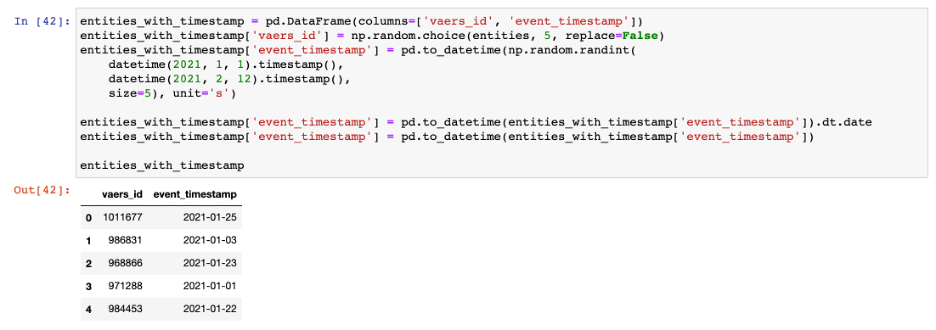 In [42]: entities_with_timestamp = pd.DataFrame(columns=['vaers_id', 'event_timestamp'])
entities_with_timestamp['vaers_id'] = np.random.choice(entities, 5, replace=False)
entities_with_timestamp['event_timestamp'] = pd.to_datetime(np.random.randint(
    datetime(2021, 1, 1).timestamp(),
    datetime(2021, 2, 12).timestamp(),
    size=5), unit='s')
entities_with_timestamp['event_timestamp'] = pd.to_datetime(entities_with_timestamp['event_timestamp']).dt.date
entities_with_timestamp['event_timestamp'] = pd.to_datetime(entities_with_timestamp['event_timestamp'])
entities_with_timestamp
Out[42]:
vaers_id event_timestamp
0 1011677 2021-01-25
1 986831 2021-01-03
2 968866 2021-01-23
3 971288 2021-01-01
4 984453 2021-01-22